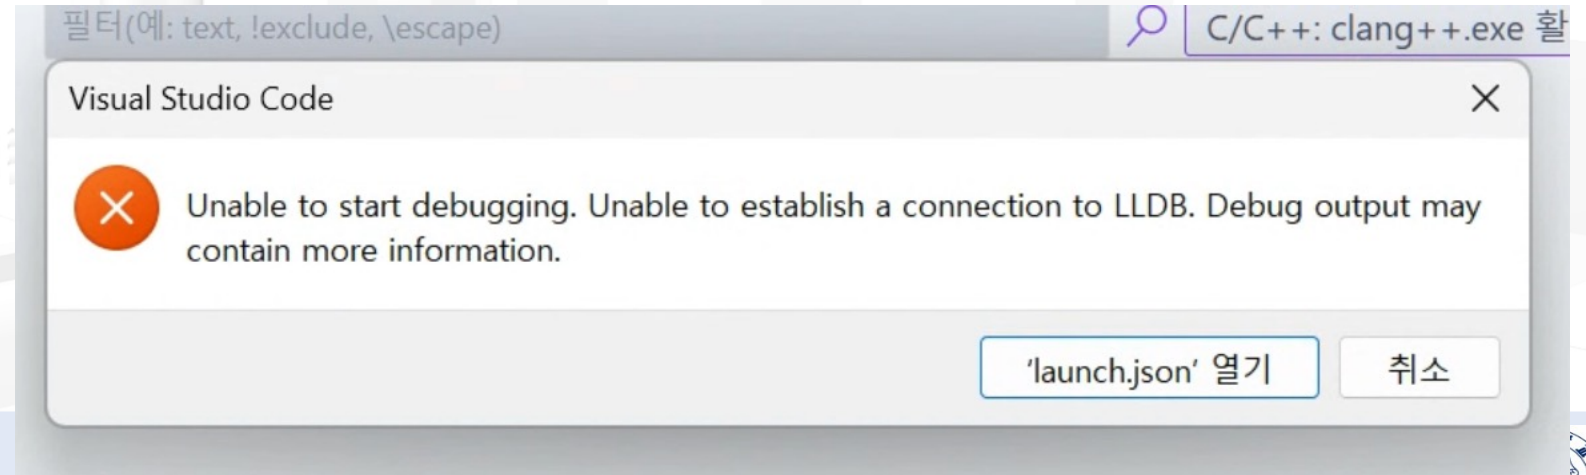 필터(예: text, !exclude, \escape)
C/C++: clang++.exe 활
Visual Studio Code
Unable to start debugging. Unable to establish a connection to LLDB. Debug output may
contain more information.
'launch.json' 열기
취소